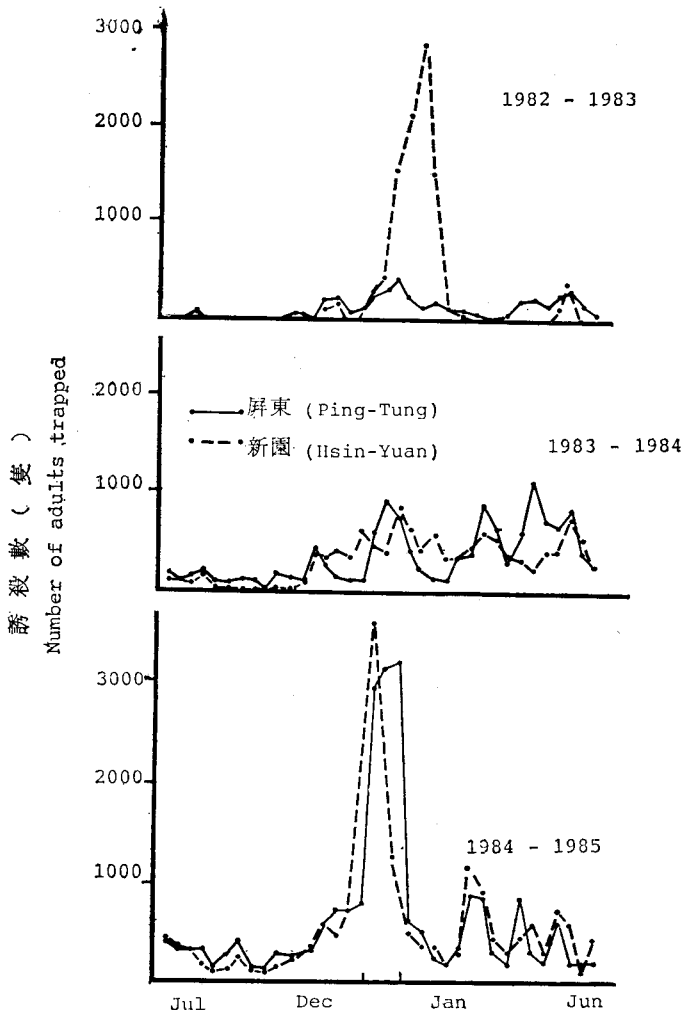 3000
2000
1000
1982 - 1983
2000
1000
屏東 (Ping-Tung)
新園 (Hsin-Yuan)
1983 - 1984
誘殺數(隻)
Number of adults trapped
3000
2000
1000
1984 - 1985
Jul Dec Jan Jun